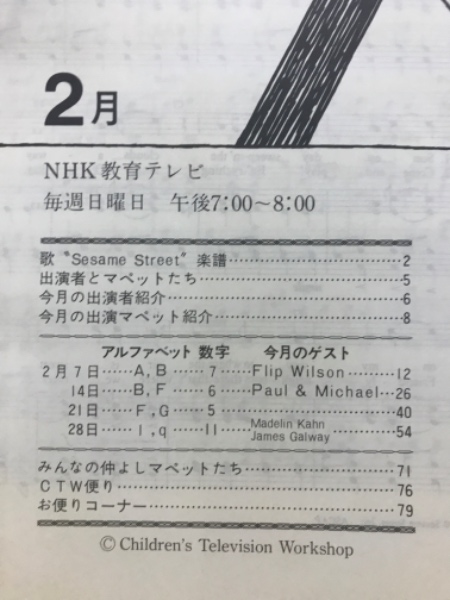 2月
NHK 教育テレビ
毎週日曜日 午後7:00～8:00
歌 “Sesame Street” 楽譜……………………2
出演者とマペットたち……………………5
今月の出演者紹介……………………6
今月の出演マペット紹介……………………8
アルファベット 数字 今月のゲスト
2月7日……A, B……7……Flip Wilson………12
14日……B, F……6……Paul & Michael…26
21日……F, G……5……………………40
28日……I, q……11……Madelin Kahn James Galway……54
みんなの仲よしマペットたち……………………71
CTW便り……………………76
お便りコーナー……………………79
© Children's Television Workshop